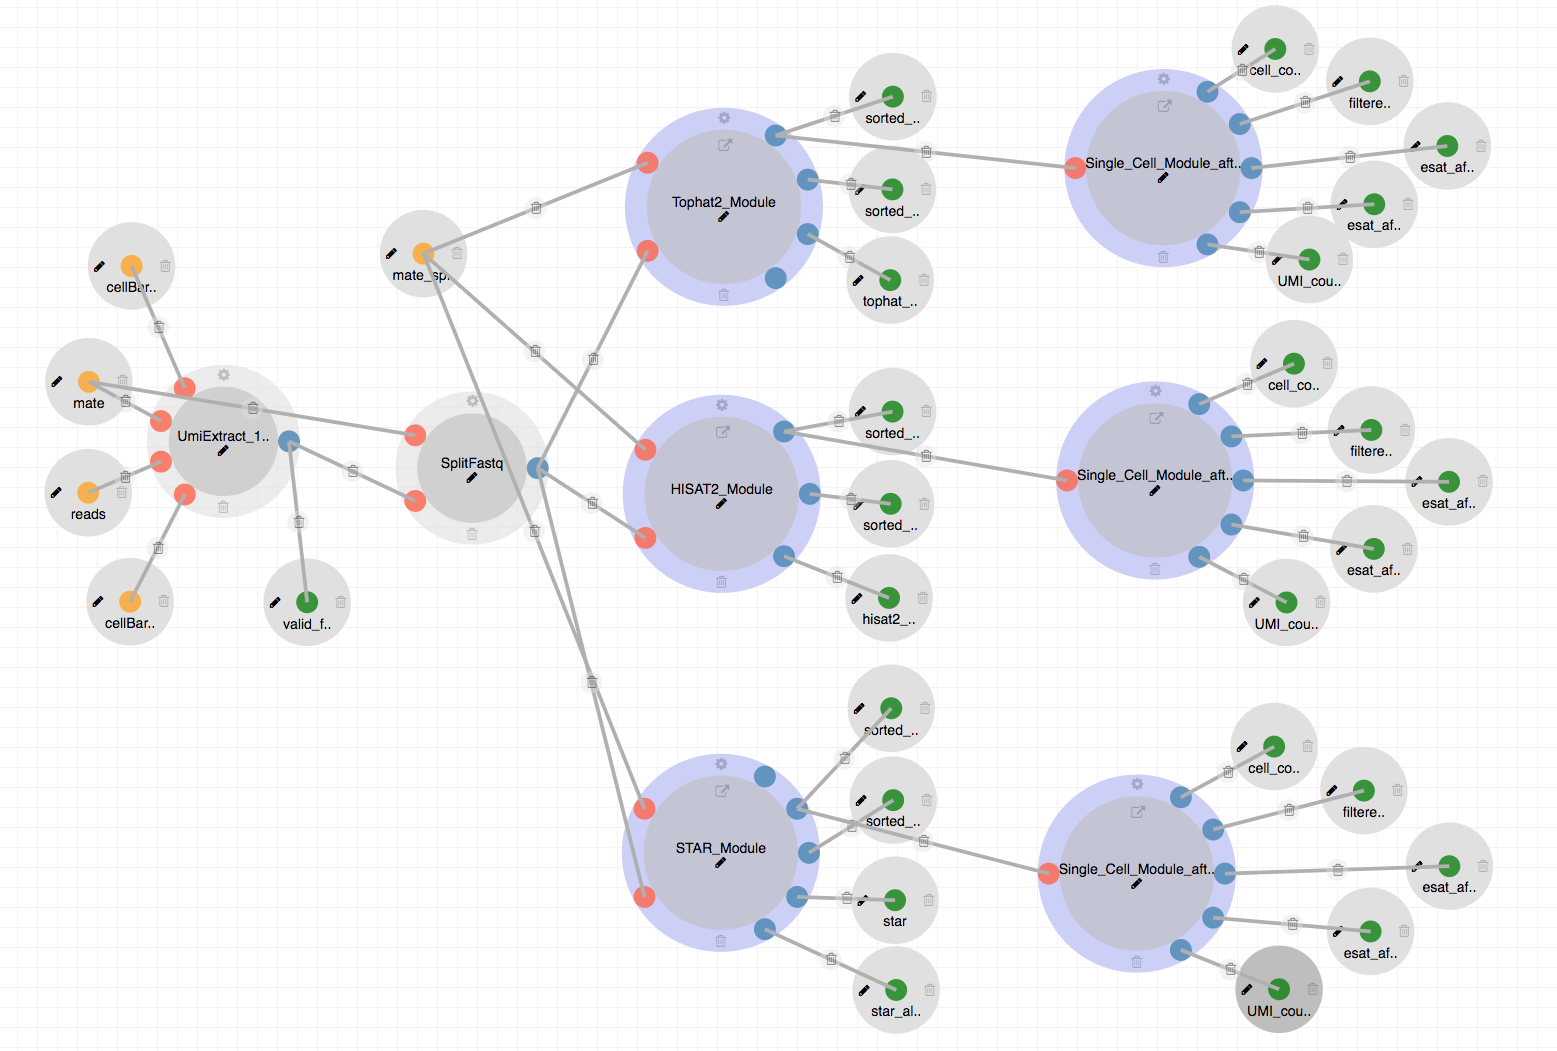 cellBar..
mate
reads
cellBar..
UmiExtract_1..
valid_f..
mate_sp.
SplitFastq
Tophat2_Module
sorted_..
sorted_..
tophat_..
Single_Cell_Module_aft..
cell_co..
filtere..
esat_af..
esat_af..
UMI_cou..
HISAT2_Module
sorted_..
sorted_..
hisat2_..
Single_Cell_Module_aft..
cell_co..
filtere..
esat_af..
esat_af..
UMI_cou..
STAR_Module
sorted_..
sorted_..
star
star_al..
Single_Cell_Module_aft..
cell_co..
filtere..
esat_af..
esat_af..
UMI_cou..